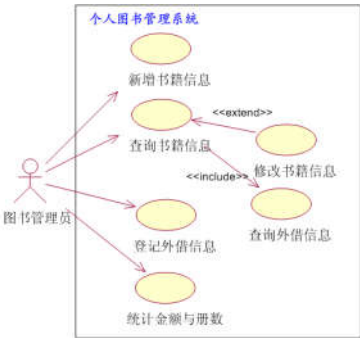 个人图书管理系统
新增书籍信息
<<extend>>
查询书籍信息
修改书籍信息
<<include>>
图书管理员
登记外借信息
查询外借信息
统计金额与册数